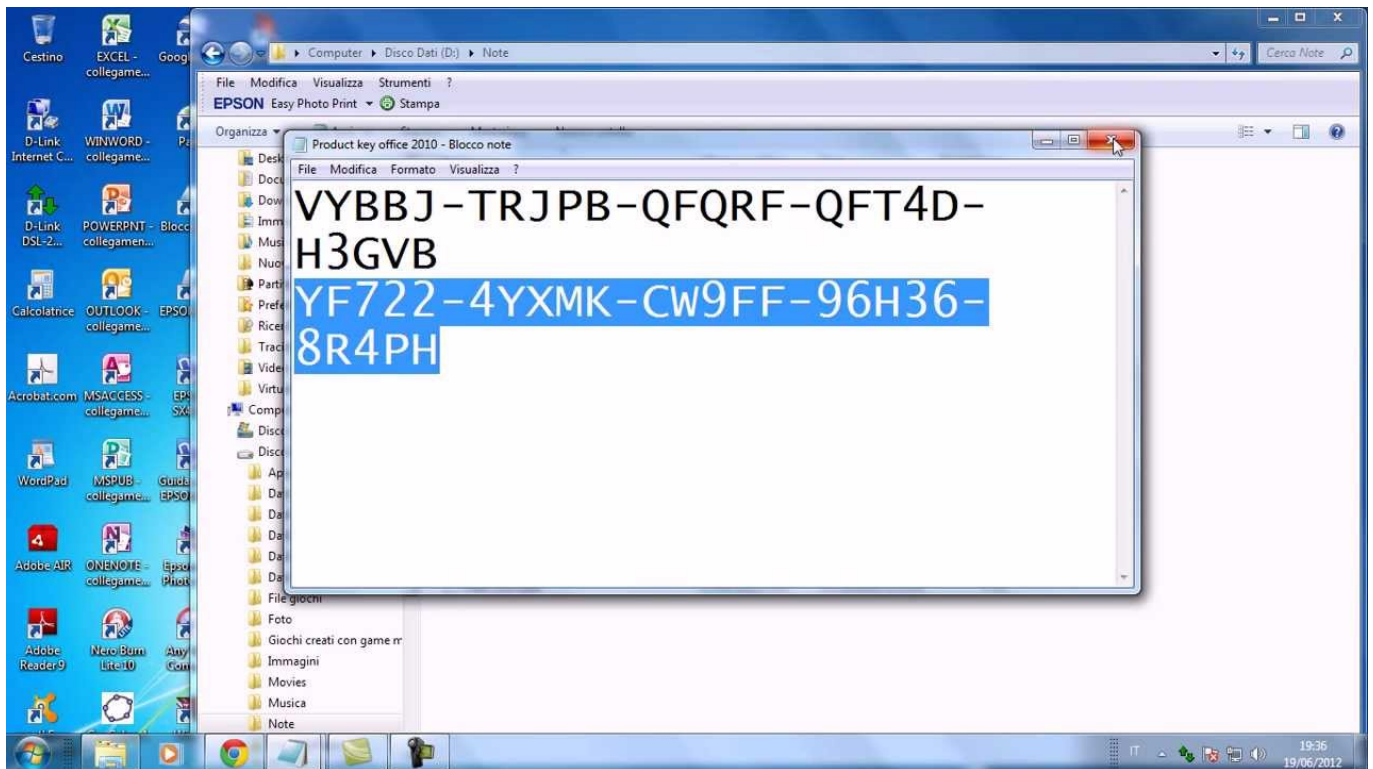 Cestino
EXCEL -
collegame...
Computer
Disco Dati (D:)
Note
Cerca Note
File Modifica Visualizza Strumenti ?
EPSON Easy Photo Print Stampa
Organizza
Product key office 2010 - Blocco note
File Modifica Formato Visualizza ?
VYBBJ-TRJPB-QFQRF-QFT4D-
H3GVB
YF722-4YXMK-CW9FF-96H36-
8R4PH
D-Link
Internet C...
WINWORD -
collegame...
D-Link
DSL-2...
POWERPNT -
collegamen...
Calcolatrice
OUTLOOK -
collegame...
Acrobat.com
MSACCESS -
collegame...
WordPad
MSPUB -
collegame...
Adobe AIR
ONENOTE -
collegame...
Adobe
Reader 9
Nero Burn
Lite 10
File giochi
Foto
Giochi creati con game m
Immagini
Movies
Musica
Note
IT
19:36
19/06/2012